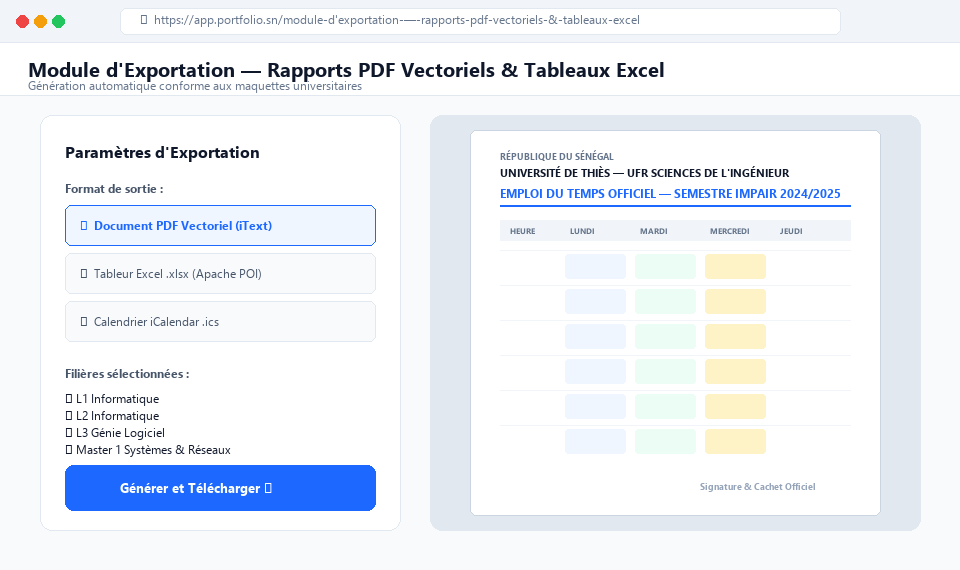 https://app.portfolio.sn/module-d'exportation-—-rapports-pdf-vectoriels-&-tableaux-excel
Module d'Exportation — Rapports PDF Vectoriels & Tableaux Excel
Génération automatique conforme aux maquettes universitaires
Paramètres d'Exportation
Format de sortie :
Document PDF Vectoriel (iText)
Tableur Excel .xlsx (Apache POI)
Calendrier iCalendar .ics
Filières sélectionnées :
L1 Informatique
L2 Informatique
L3 Génie Logiciel
Master 1 Systèmes & Réseaux
Générer et Télécharger
RÉPUBLIQUE DU SÉNÉGAL
UNIVERSITÉ DE THIÈS — UFR SCIENCES DE L'INGÉNIEUR
EMPLOI DU TEMPS OFFICIEL — SEMESTRE IMPAIR 2024/2025
HEURE LUNDI MARDI MERCREDI JEUDI
Signature & Cachet Officiel